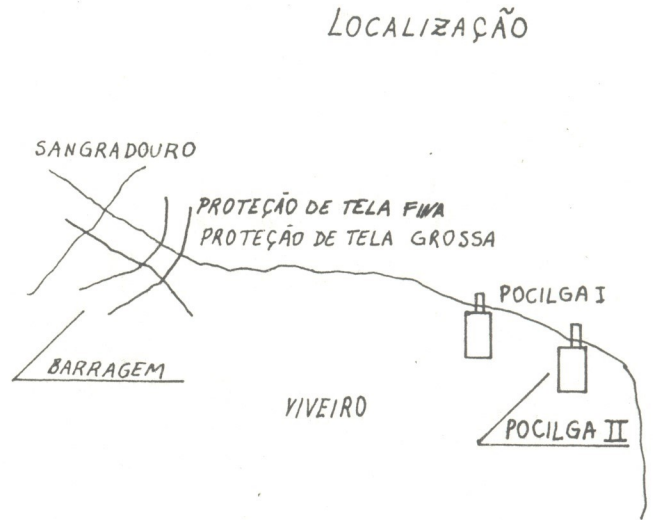 LOCALIZAÇÃO
SANGRADOURO
PROTEÇÃO DE TELA FINA
PROTEÇÃO DE TELA GROSSA
POCILGA I
BARRAGEM
VIVEIRO
POCILGA II